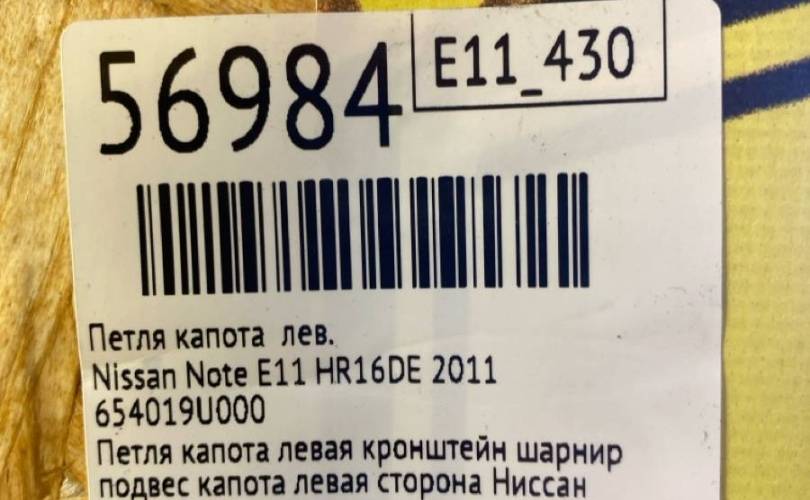 56984
E11_430
Петля капота лев.
Nissan Note E11 HR16DE 2011
654019U000
Петля капота левая кронштейн шарнир
подвес капота левая сторона Ниссан